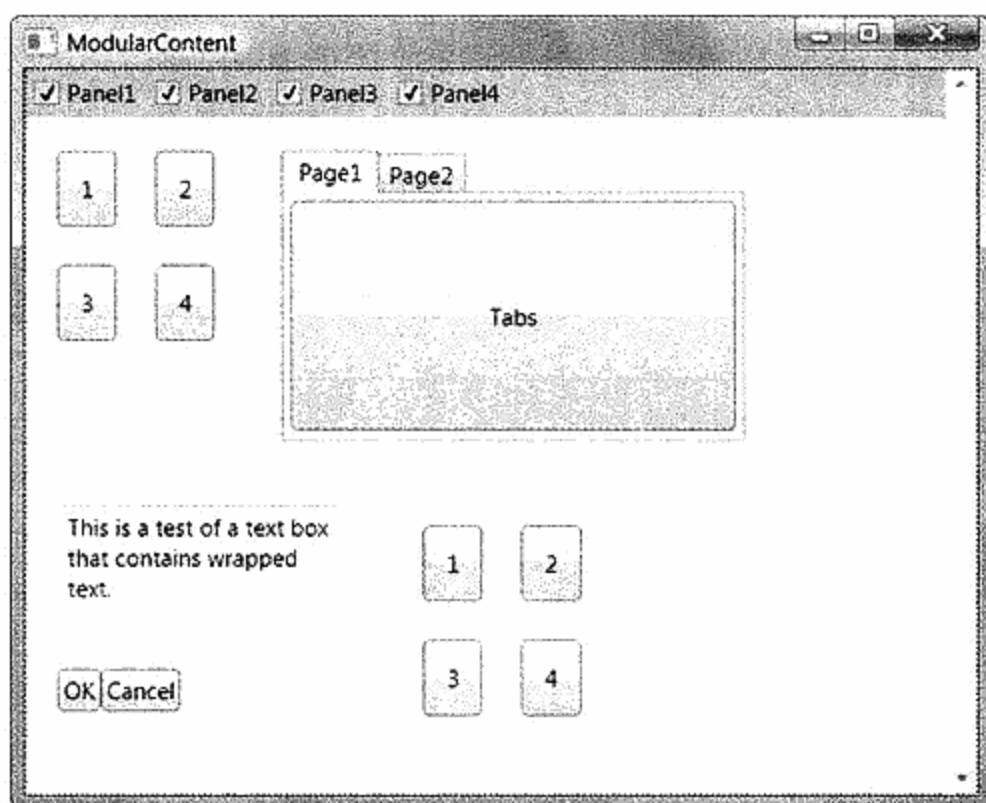 ModularContent
Panel1 Panel2 Panel3 Panel4
1 2
3 4
Page1 Page2
Tabs
This is a test of a text box
that contains wrapped
text.
OK Cancel
1 2
3 4